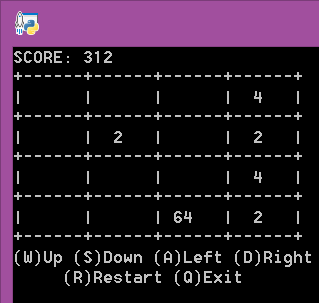 SCORE: 312
+------+------+------+------+
|      |      |      |  4   |
+------+------+------+------+
|      |  2   |      |  2   |
+------+------+------+------+
|      |      |      |  4   |
+------+------+------+------+
|      |      |  64  |  2   |
+------+------+------+------+
(W)Up (S)Down (A)Left (D)Right
(R)Restart (Q)Exit